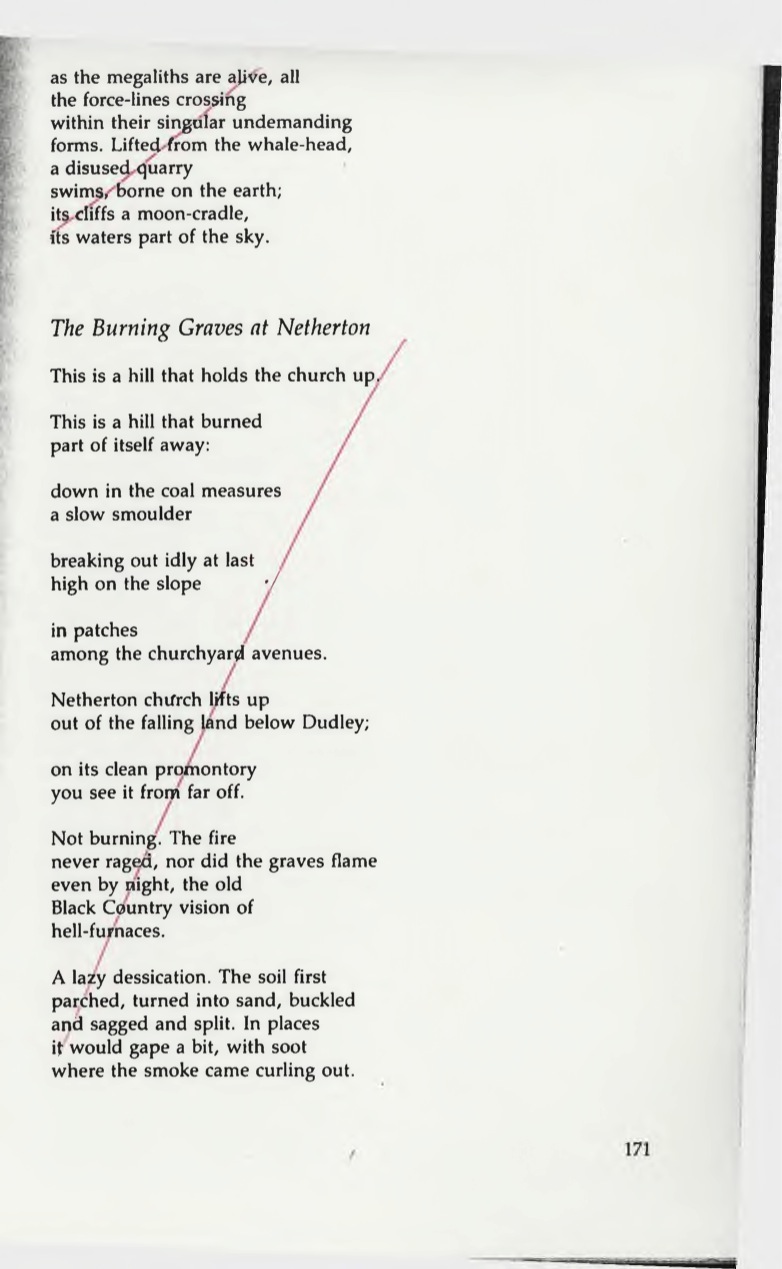 as the megaliths are alive, all
the force-lines crossing
within their singular undemanding
forms. Lifted from the whale-head,
a disused quarry
swims, borne on the earth;
its cliffs a moon-cradle,
its waters part of the sky.
The Burning Graves at Netherton
This is a hill that holds the church up.
This is a hill that burned
part of itself away:
down in the coal measures
a slow smoulder
breaking out idly at last
high on the slope
in patches
among the churchyard avenues.
Netherton church lifts up
out of the falling land below Dudley;
on its clean promontory
you see it from far off.
Not burning. The fire
never raged, nor did the graves flame
even by night, the old
Black Country vision of
hell-furnaces.
A lazy dessication. The soil first
parched, turned into sand, buckled
and sagged and split. In places
it would gape a bit, with soot
where the smoke came curling out.
171